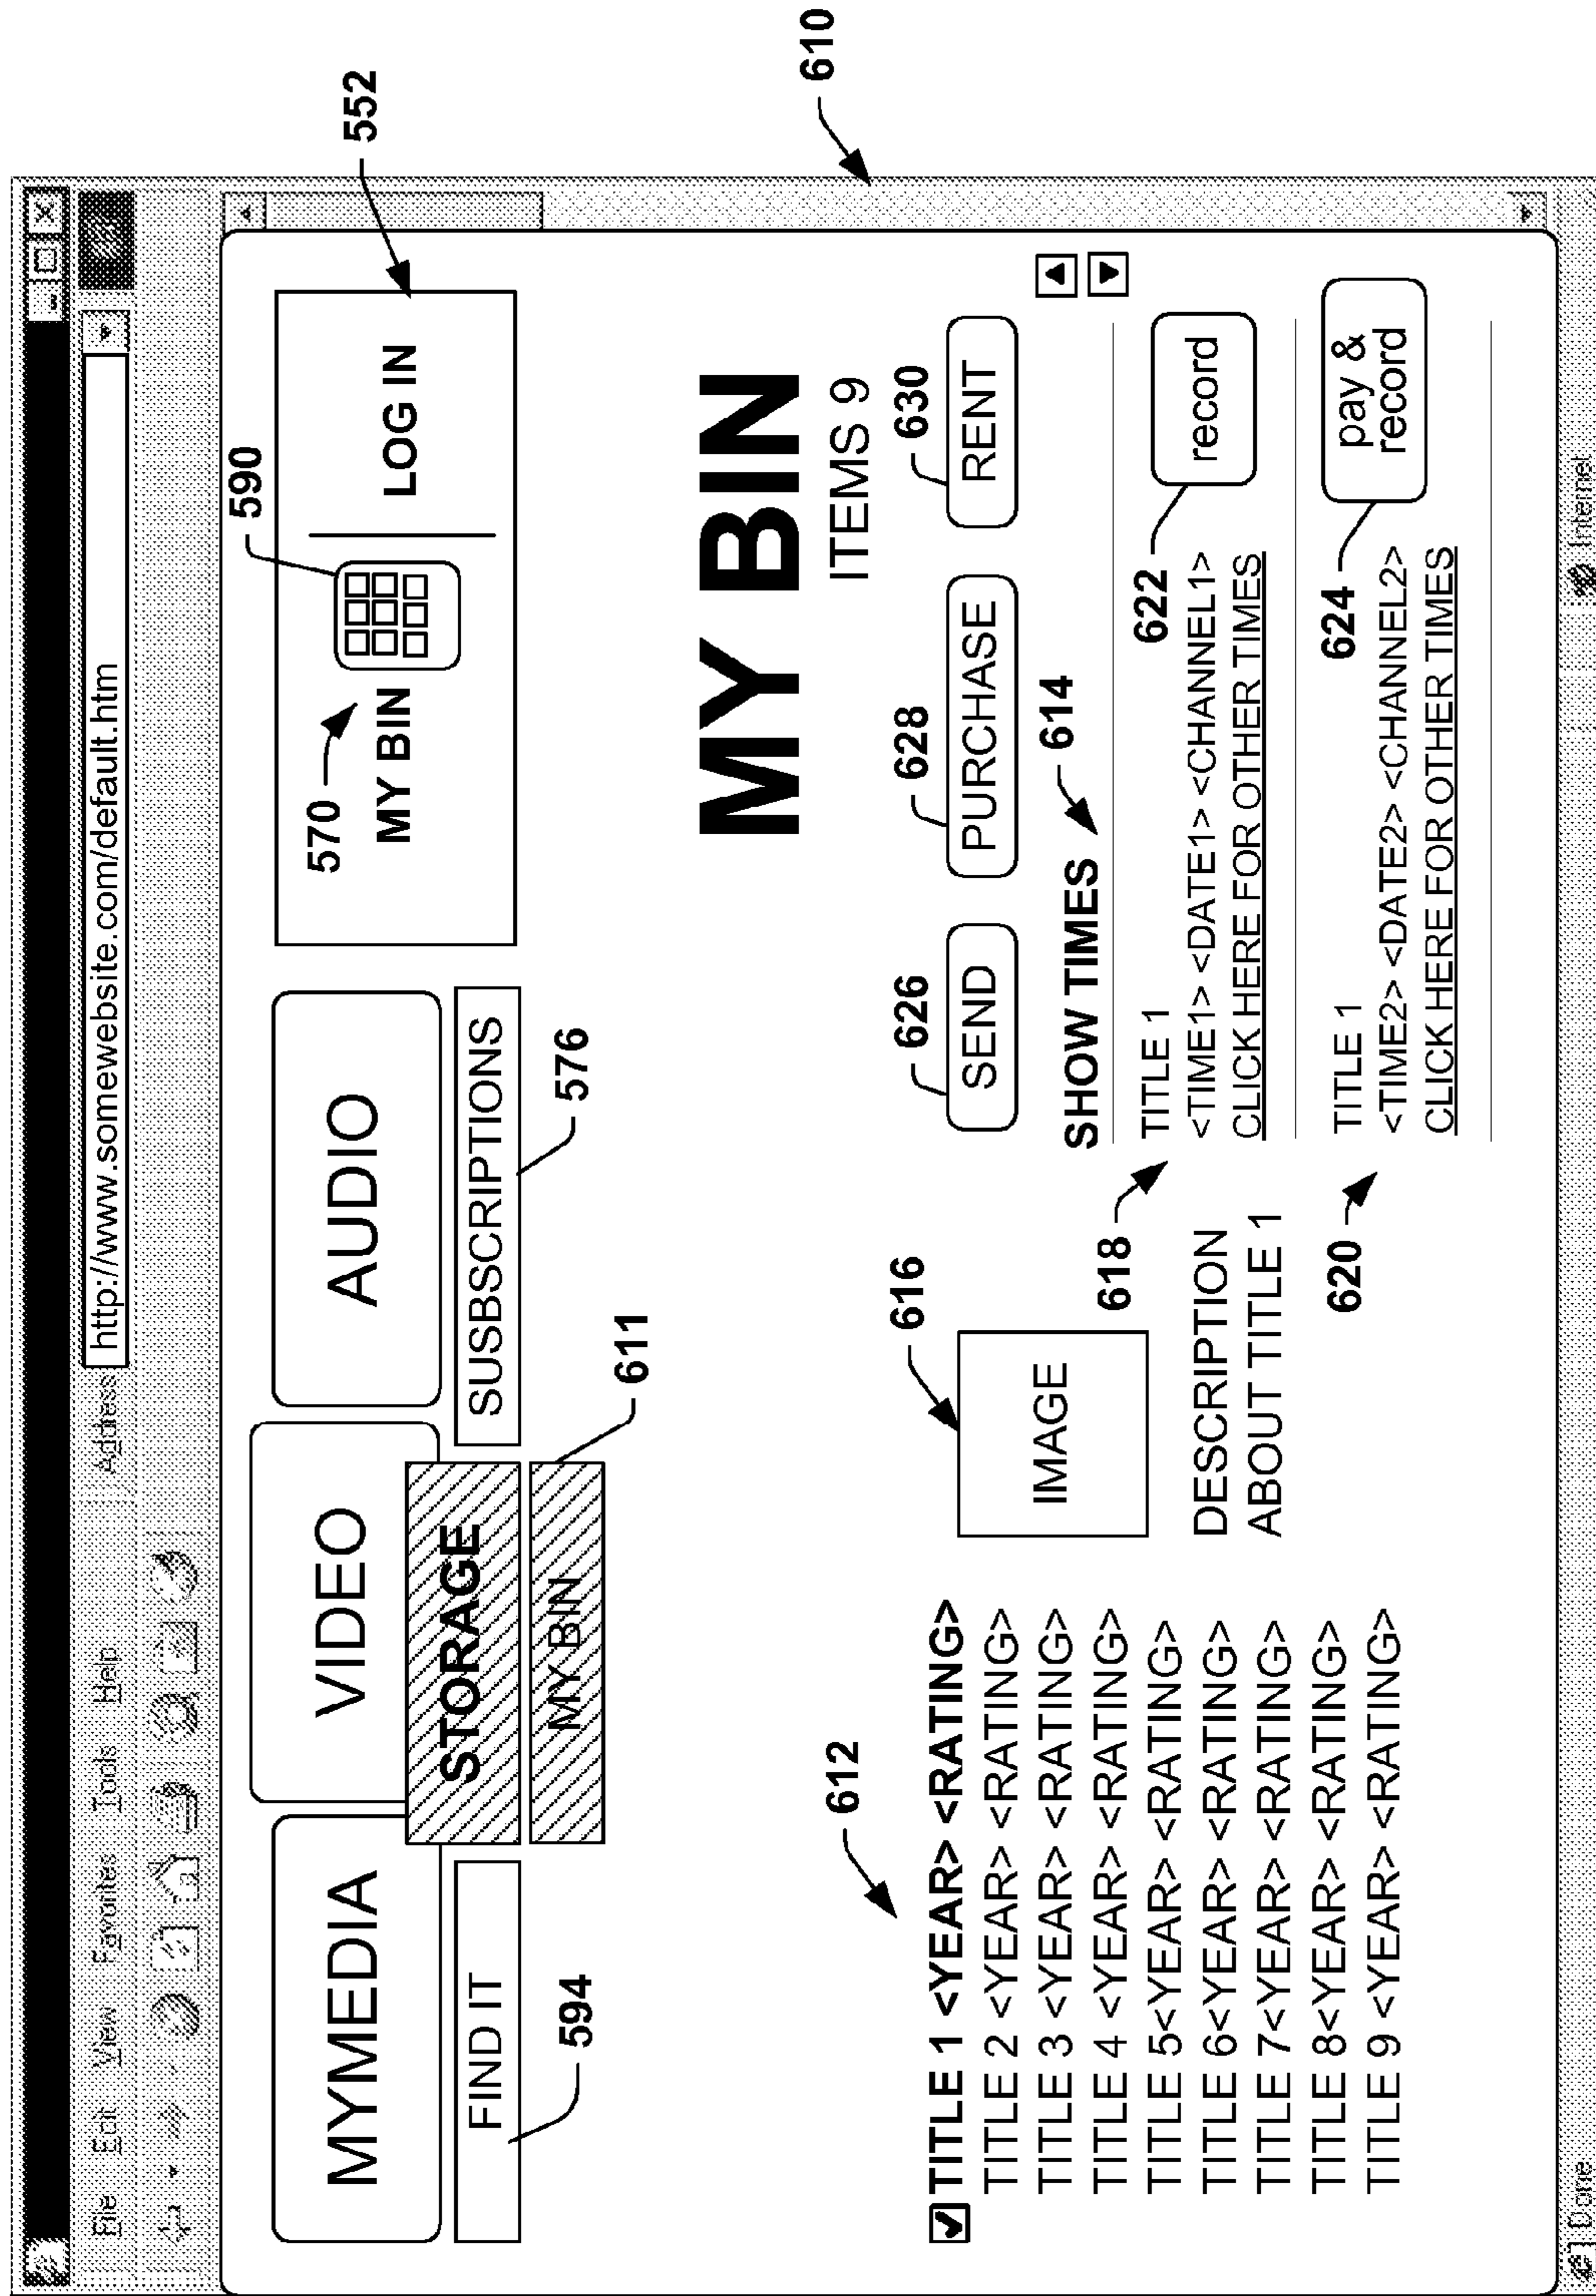 File Edit View Favorites Tools Help Address http://www.somewebsite.com/default.htm
MYMEDIA
VIDEO
AUDIO
FIND IT
594
STORAGE
MY BIN
611
SUSBSCRIPTIONS
576
570
MY BIN
590
LOG IN
552
610
MY BIN
ITEMS 9
612
TITLE 1 <YEAR> <RATING>
TITLE 2 <YEAR> <RATING>
TITLE 3 <YEAR> <RATING>
TITLE 4 <YEAR> <RATING>
TITLE 5<YEAR> <RATING>
TITLE 6<YEAR> <RATING>
TITLE 7<YEAR> <RATING>
TITLE 8<YEAR> <RATING>
TITLE 9 <YEAR> <RATING>
616
IMAGE
DESCRIPTION
ABOUT TITLE 1
626
SEND
628
PURCHASE
630
RENT
SHOW TIMES
614
618
TITLE 1
<TIME1> <DATE1> <CHANNEL1>
CLICK HERE FOR OTHER TIMES
622
record
620
TITLE 1
<TIME2> <DATE2> <CHANNEL2>
CLICK HERE FOR OTHER TIMES
624
pay &
record
Done
Internet